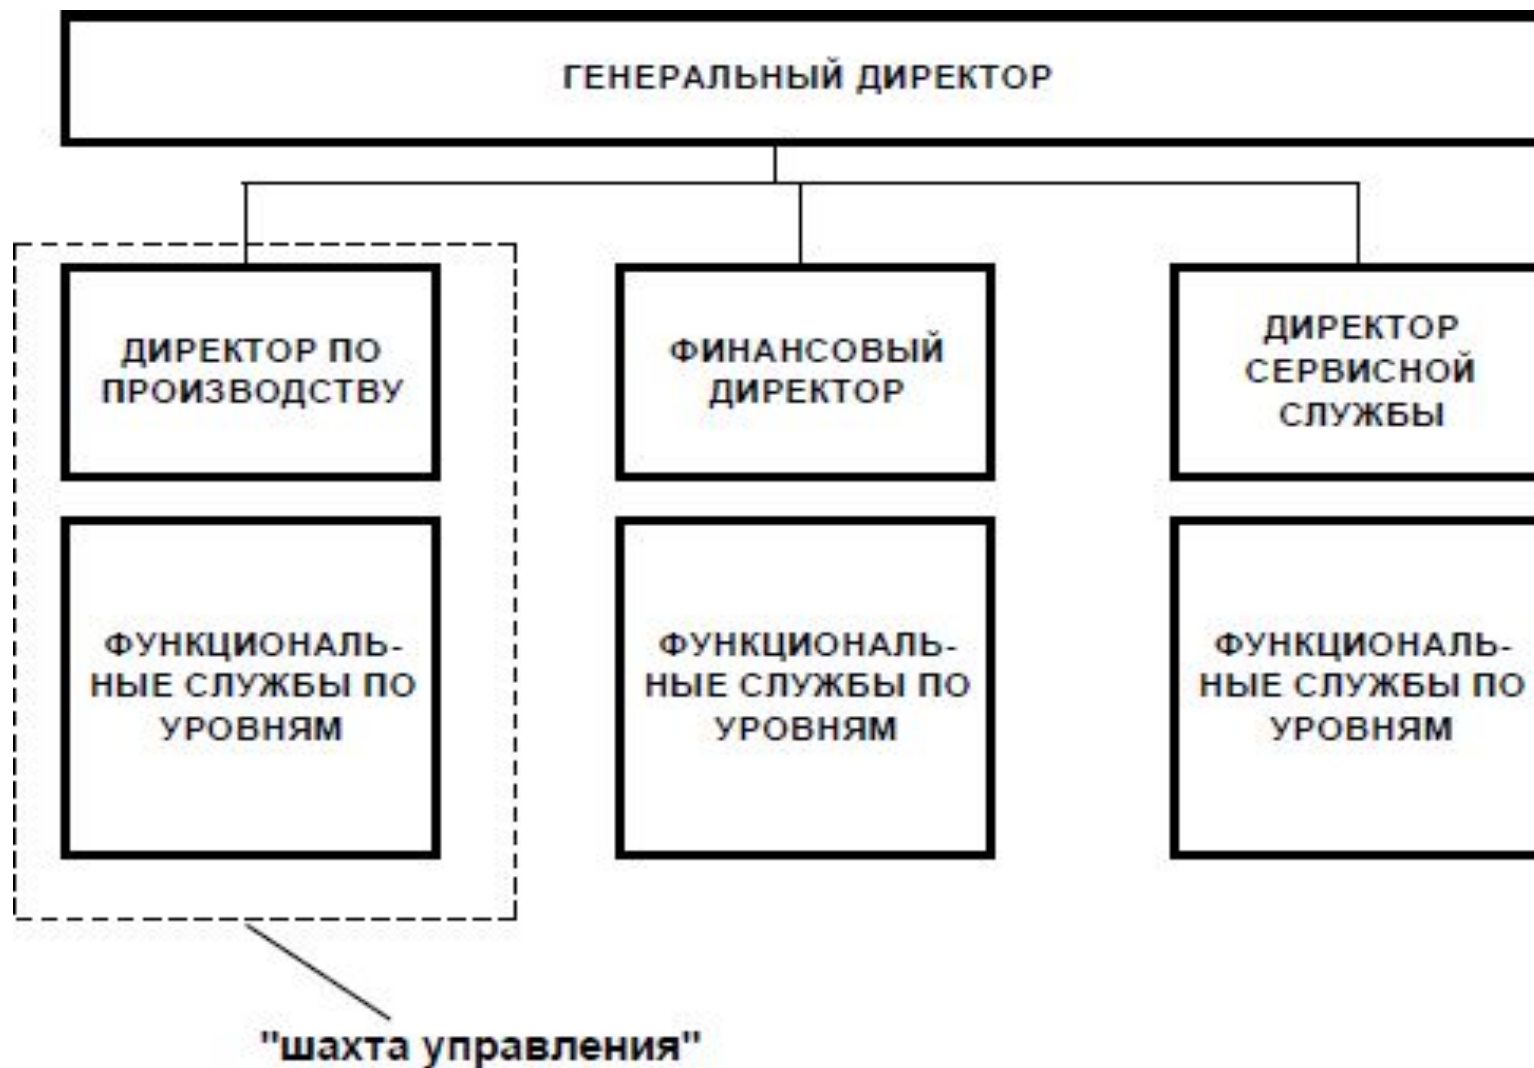 ГЕНЕРАЛЬНЫЙ ДИРЕКТОР
ДИРЕКТОР ПО
ПРОИЗВОДСТВУ
ФИНАНСОВЫЙ
ДИРЕКТОР
ДИРЕКТОР
СЕРВИСНОЙ
СЛУЖБЫ
ФУНКЦИОНАЛЬ-
НЫЕ СЛУЖБЫ ПО
УРОВНЯМ
ФУНКЦИОНАЛЬ-
НЫЕ СЛУЖБЫ ПО
УРОВНЯМ
ФУНКЦИОНАЛЬ-
НЫЕ СЛУЖБЫ ПО
УРОВНЯМ
"шахта управления"